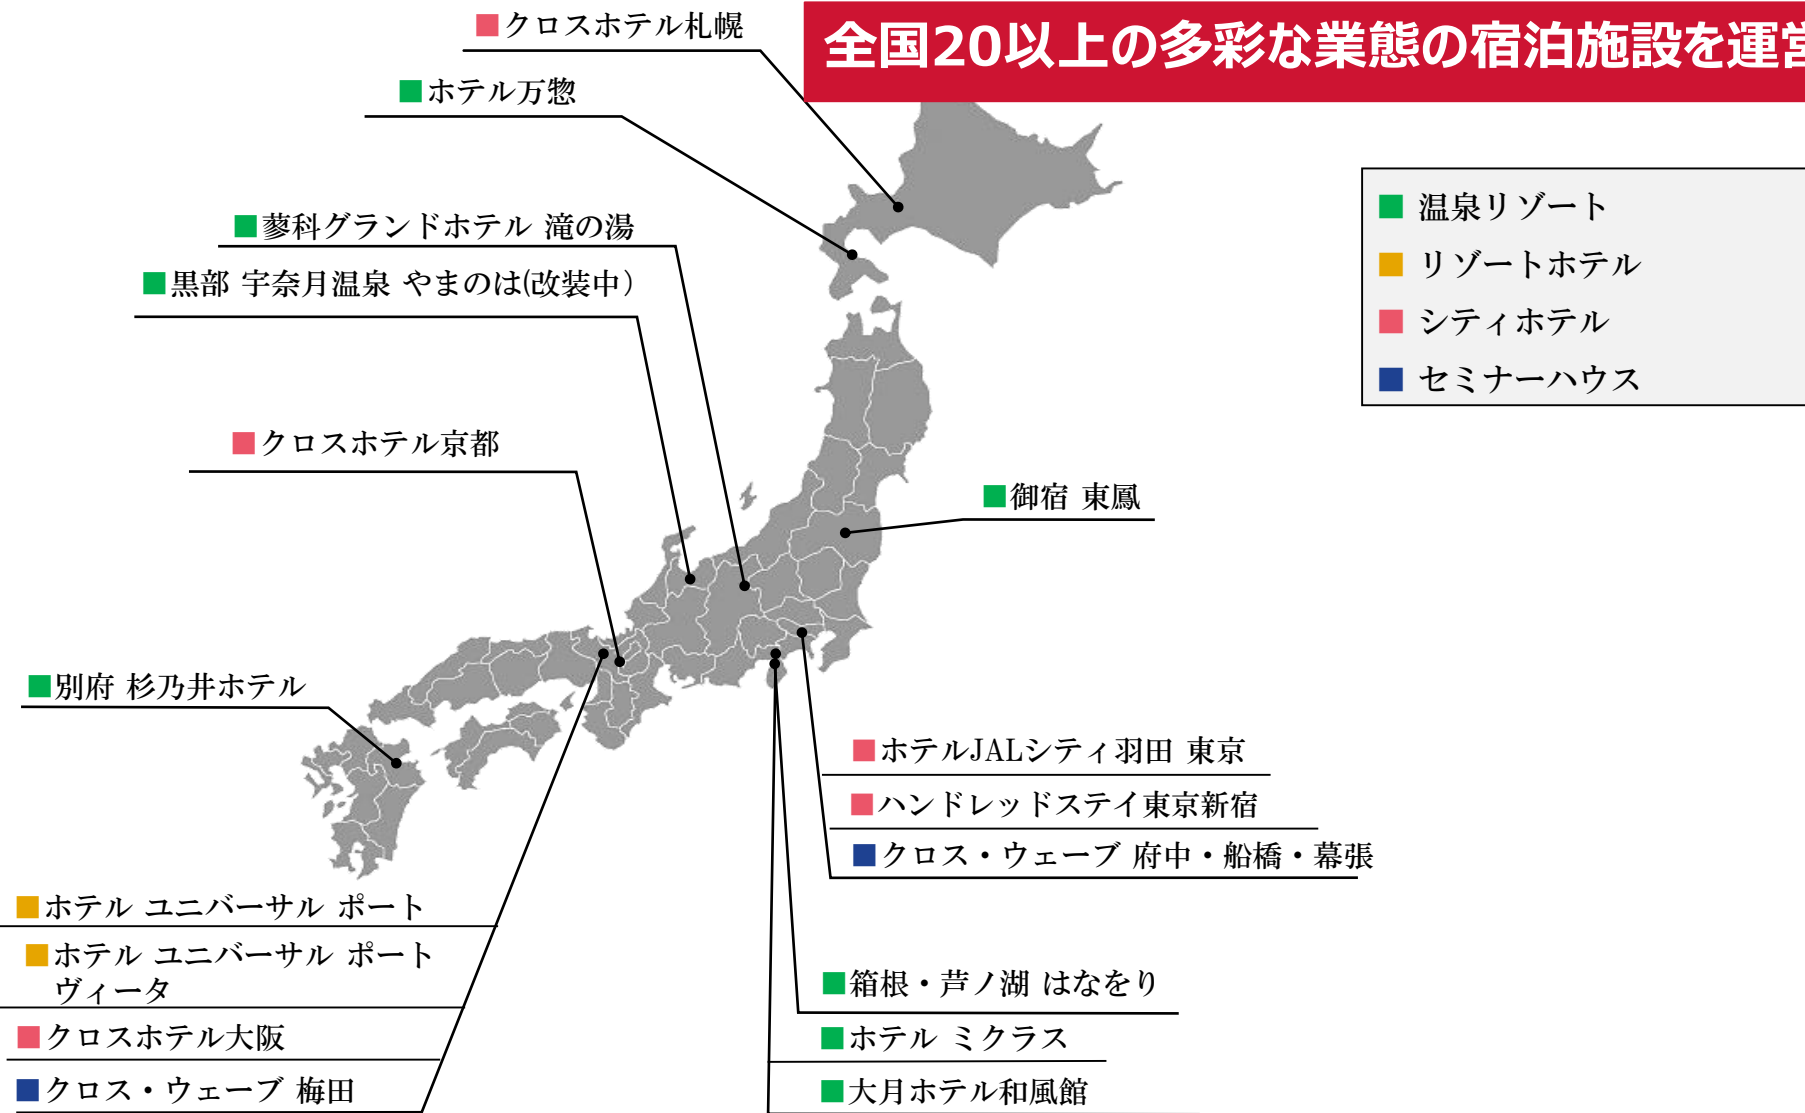 全国20以上の多彩な業態の宿泊施設を運営
クロスホテル札幌
ホテル万惣
蓼科グランドホテル 滝の湯
黒部 宇奈月温泉 やまのは(改装中）
クロスホテル京都
別府 杉乃井ホテル
温泉リゾート
リゾートホテル
シティホテル
セミナーハウス
御宿 東鳳
ホテルJALシティ羽田 東京
ハンドレッドステイ東京新宿
クロス・ウェーブ 府中・船橋・幕張
ホテル ユニバーサル ポート
ホテル ユニバーサル ポート
ヴィータ
クロスホテル大阪
クロス・ウェーブ 梅田
箱根・芦ノ湖 はなをり
ホテル ミクラス
大月ホテル和風館